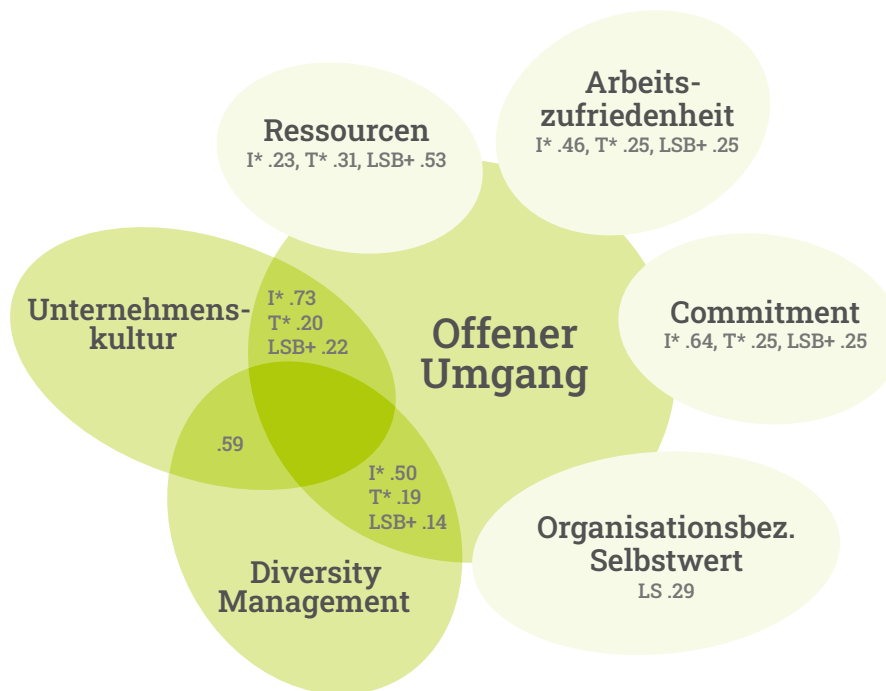 Arbeits-
zufriedenheit
I* .46, T* .25, LSB+ .25
Ressourcen
I* .23, T* .31, LSB+ .53
Unternehmens-
kultur
I* .73
T* .20
LSB+ .22
Offener
Umgang
Commitment
I* .64, T* .25, LSB+ .25
.59
I* .50
T* .19
LSB+ .14
Organisationsbez.
Selbstwert
LS .29
Diversity
Management